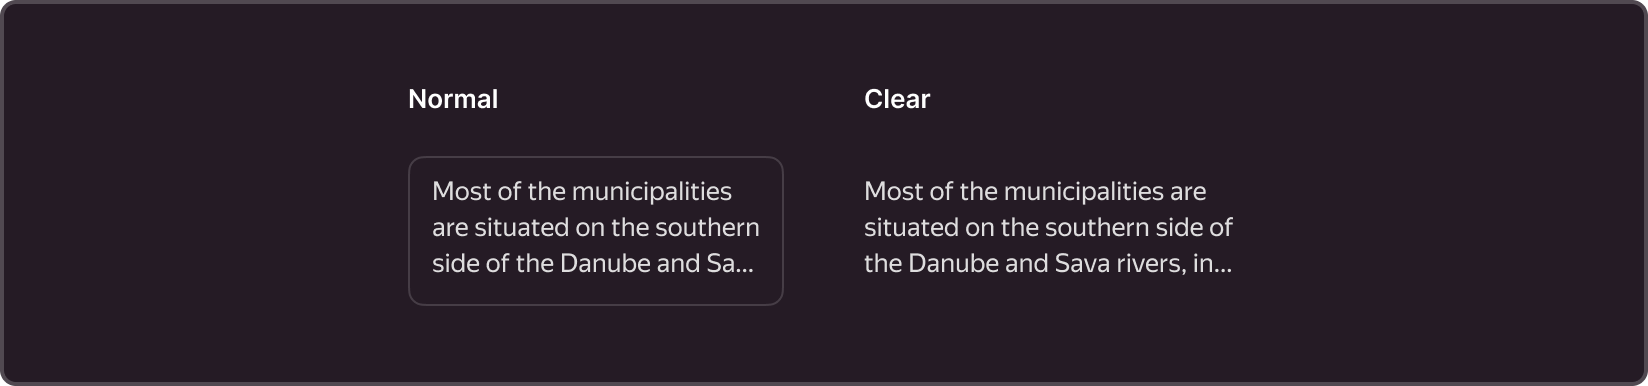 Normal
Most of the municipalities
are situated on the southern
side of the Danube and Sa...
Clear
Most of the municipalities are
situated on the southern side of
the Danube and Sava rivers, in...